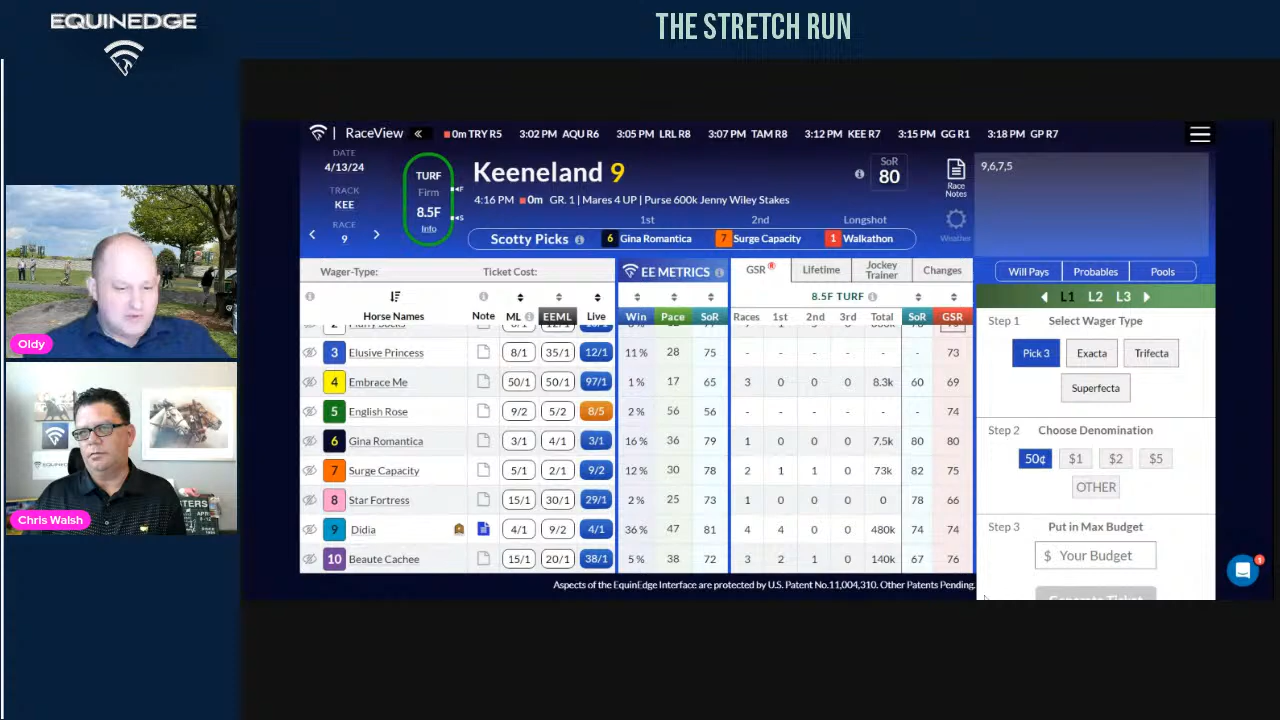 EQUINEDGE
THE STRETCH RUN
RaceView « 0m TRY R5 3:02 PM AQU R6 3:05 PM LRL R8 3:07 PM TAM R8 3:12 PM KEE R7 3:15 PM GG R1 3:18 PM GP R7
DATE
4/13/24
TRACK
KEE
RACE
9
TURF
Firm
8.5F
Info
F
S
Keeneland 9
SoR
80
4:16 PM 0m GR. 1 | Mares 4 UP | Purse 600k Jenny Wiley Stakes
1st 2nd Longshot
Scotty Picks 6 Gina Romantica 7 Surge Capacity 1 Walkathon
Race
Notes
Weather
9,6,7,5
Wager-Type: Ticket Cost:
EE METRICS
GSR Lifetime Jockey Trainer Changes
8.5F TURF
Horse Names Note ML EEML Live Win Pace SoR Races 1st 2nd 3rd Total SoR GSR
3 Elusive Princess 8/1 35/1 12/1 11% 28 75 - - - - - - 73
4 Embrace Me 50/1 50/1 97/1 1% 17 65 3 0 0 0 8.3k 60 69
5 English Rose 9/2 5/2 8/5 2% 56 56 - - - - - - 74
6 Gina Romantica 3/1 4/1 3/1 16% 36 79 1 0 0 0 7.5k 80 80
7 Surge Capacity 5/1 2/1 9/2 12% 30 78 2 1 1 0 73k 82 75
8 Star Fortress 15/1 30/1 29/1 2% 25 73 1 0 0 0 0 78 66
9 Didia 4/1 9/2 4/1 36% 47 81 4 4 0 0 480k 74 74
10 Beaute Cachee 15/1 20/1 38/1 5% 38 72 3 2 1 0 140k 67 76
Aspects of the EquinEdge Interface are protected by U.S. Patent No.11,004,310. Other Patents Pending.
Will Pays Probables Pools
L1 L2 L3
Step 1 Select Wager Type
Pick 3 Exacta Trifecta
Superfecta
Step 2 Choose Denomination
50¢ $1 $2 $5
OTHER
Step 3 Put in Max Budget
$ Your Budget
Generate Ticket
1
Oldy
Chris Walsh